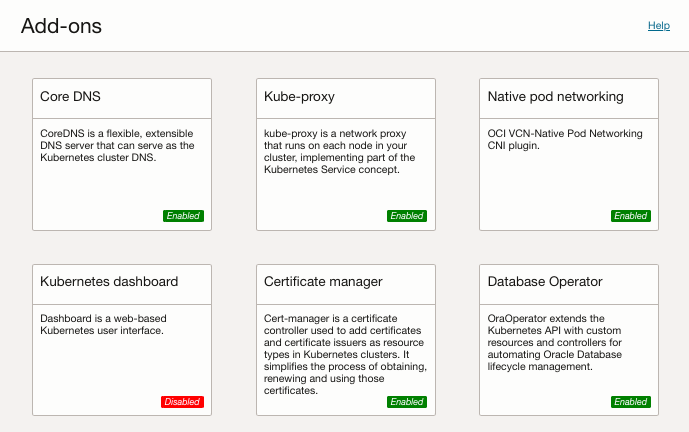 Add-ons
Help
Core DNS
CoreDNS is a flexible, extensible
DNS server that can serve as the
Kubernetes cluster DNS.
Enabled
Kube-proxy
kube-proxy is a network proxy
that runs on each node in your
cluster, implementing part of the
Kubernetes Service concept.
Enabled
Native pod networking
OCI VCN-Native Pod Networking
CNI plugin.
Enabled
Kubernetes dashboard
Dashboard is a web-based
Kubernetes user interface.
Disabled
Certificate manager
Cert-manager is a certificate
controller used to add certificates
and certificate issuers as resource
types in Kubernetes clusters. It
simplifies the process of obtaining,
renewing and using those
certificates.
Enabled
Database Operator
OraOperator extends the
Kubernetes API with custom
resources and controllers for
automating Oracle Database
lifecycle management.
Enabled